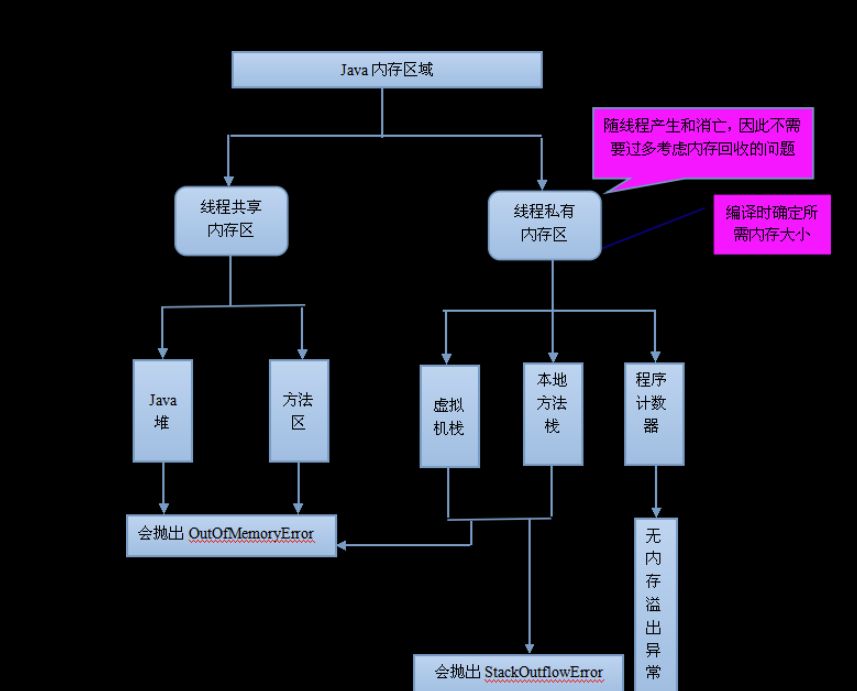 Java 内存区域
随线程产生和消亡，因此不需
要过多考虑内存回收的问题
线程共享
内存区
线程私有
内存区
编译时确定所
需内存大小
Java
堆
方法
区
虚拟
机栈
本地
方法
栈
程序
计数
器
会抛出 OutOfMemoryError
无
内
存
溢
出
异
常
会抛出 StackOutflowError